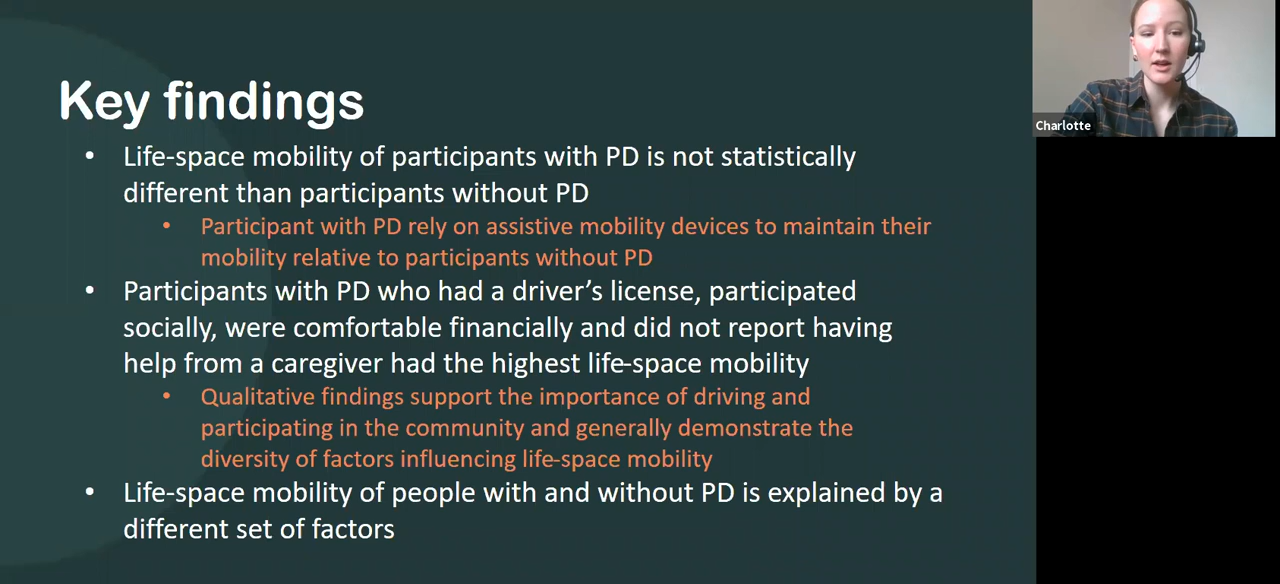 Key findings
• Life-space mobility of participants with PD is not statistically
different than participants without PD
• Participant with PD rely on assistive mobility devices to maintain their
mobility relative to participants without PD
• Participants with PD who had a driver's license, participated
socially, were comfortable financially and did not report having
help from a caregiver had the highest life-space mobility
• Qualitative findings support the importance of driving and
participating in the community and generally demonstrate the
diversity of factors influencing life-space mobility
• Life-space mobility of people with and without PD is explained by a
different set of factors
Charlotte